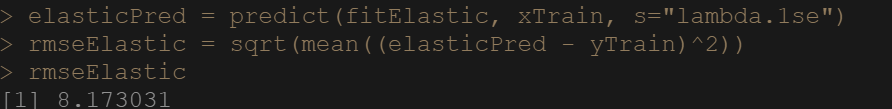 > elasticPred = predict(fitElastic, xTrain, s="lambda.1se")
> rmseElastic = sqrt(mean((elasticPred - yTrain)^2))
> rmseElastic
[1] 8.173031